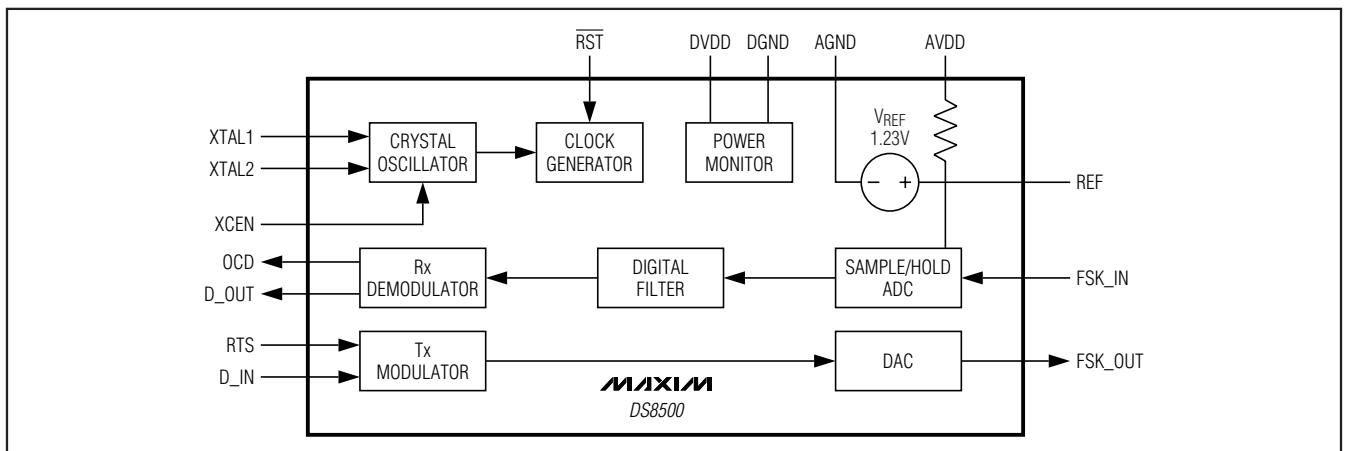 RST
DVDD
DGND
AGND
AVDD
XTAL1
XTAL2
XCEN
CRYSTAL
OSCILLATOR
CLOCK
GENERATOR
POWER
MONITOR
VREF
1.23V
− +
REF
OCD
D_OUT
Rx
DEMODULATOR
DIGITAL
FILTER
SAMPLE/HOLD
ADC
FSK_IN
RTS
D_IN
Tx
MODULATOR
DAC
FSK_OUT
MAXIM
DS8500